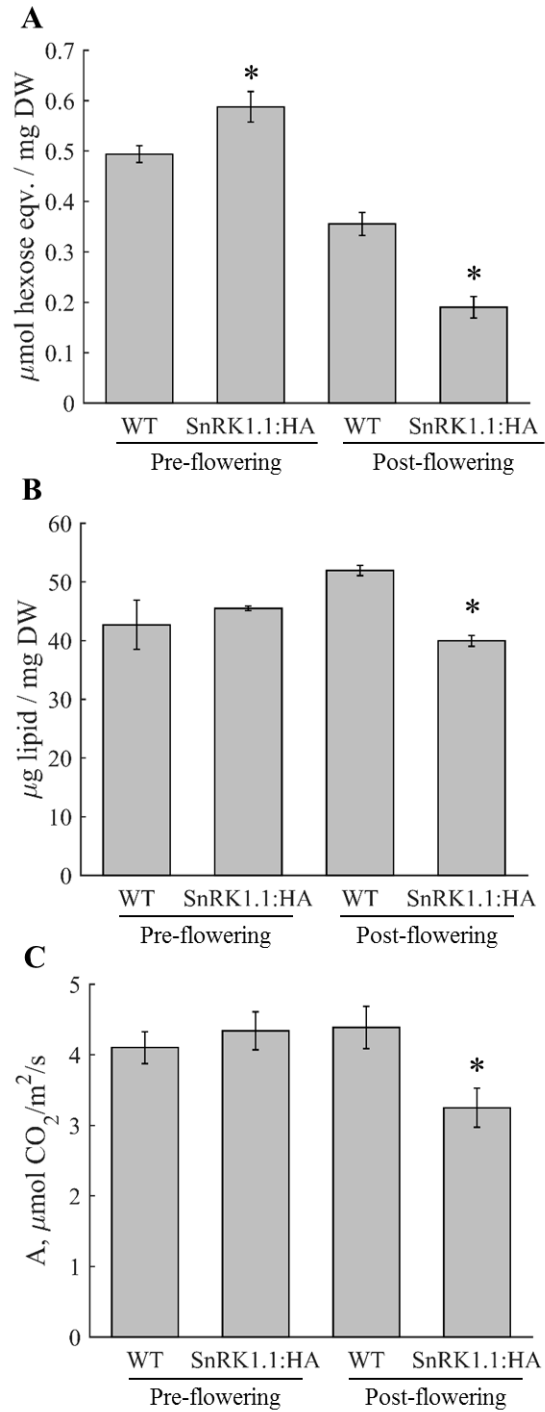 A
0.7
0.6
0.5
0.4
0.3
0.2
0.1
0
µmol hexose eqv. / mg DW
*
*
WT SnRK1.1:HA WT SnRK1.1:HA
Pre-flowering Post-flowering
B
60
50
40
30
20
10
0
µg lipid / mg DW
*
WT SnRK1.1:HA WT SnRK1.1:HA
Pre-flowering Post-flowering
C
5
4
3
2
1
0
A, µmol CO₂/m²/s
*
WT SnRK1.1:HA WT SnRK1.1:HA
Pre-flowering Post-flowering